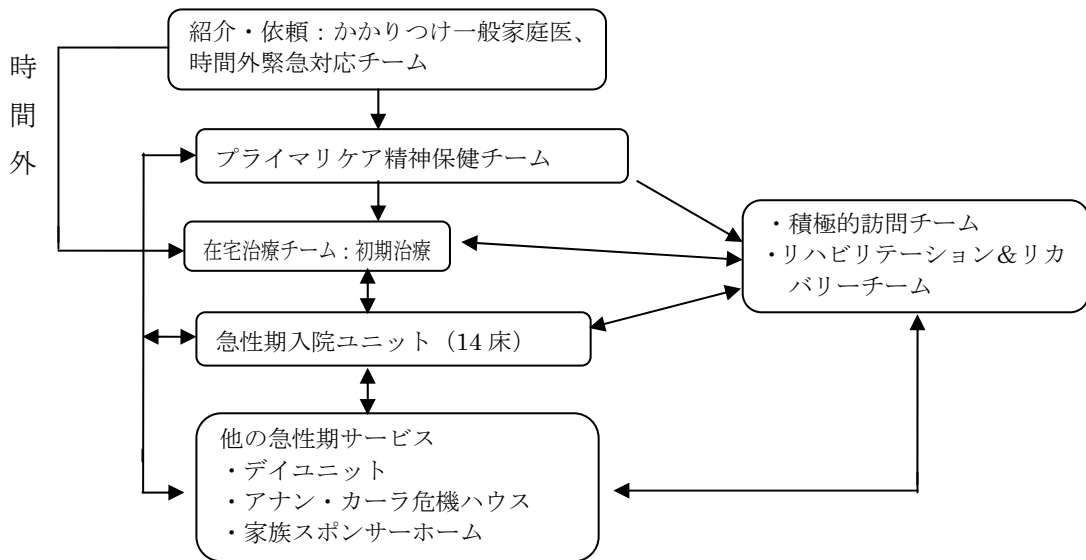 紹介・依頼：かかりつけ一般家庭医、
時間外緊急対応チーム
時間外
プライマリケア精神保健チーム
在宅治療チーム：初期治療
・積極的訪問チーム
・リハビリテーション＆リカ
バリーチーム
急性期入院ユニット（14 床）
他の急性期サービス
・デイユニット
・アナン・カーラ危機ハウス
・家族スポンサーホーム